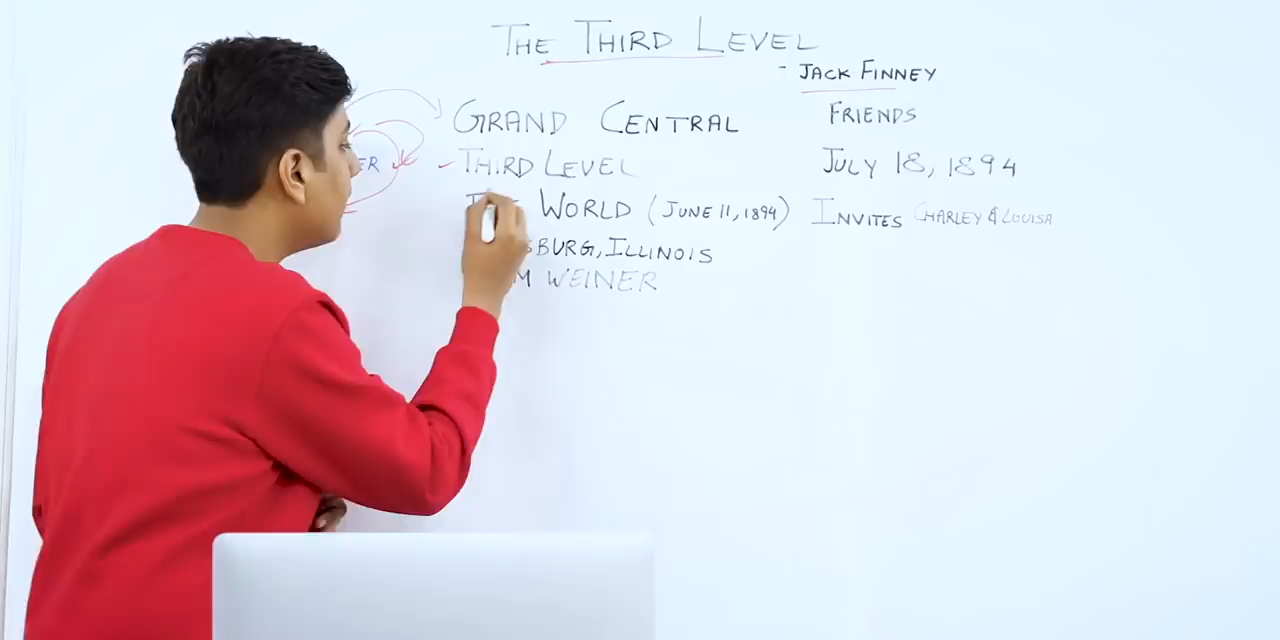 THE THIRD LEVEL
- JACK FINNEY
GRAND CENTRAL
THIRD LEVEL
WORLD (JUNE 11, 1894)
BURG, ILLINOIS
WEINER
FRIENDS
JULY 18, 1894
INVITES CHARLEY & LOUISA